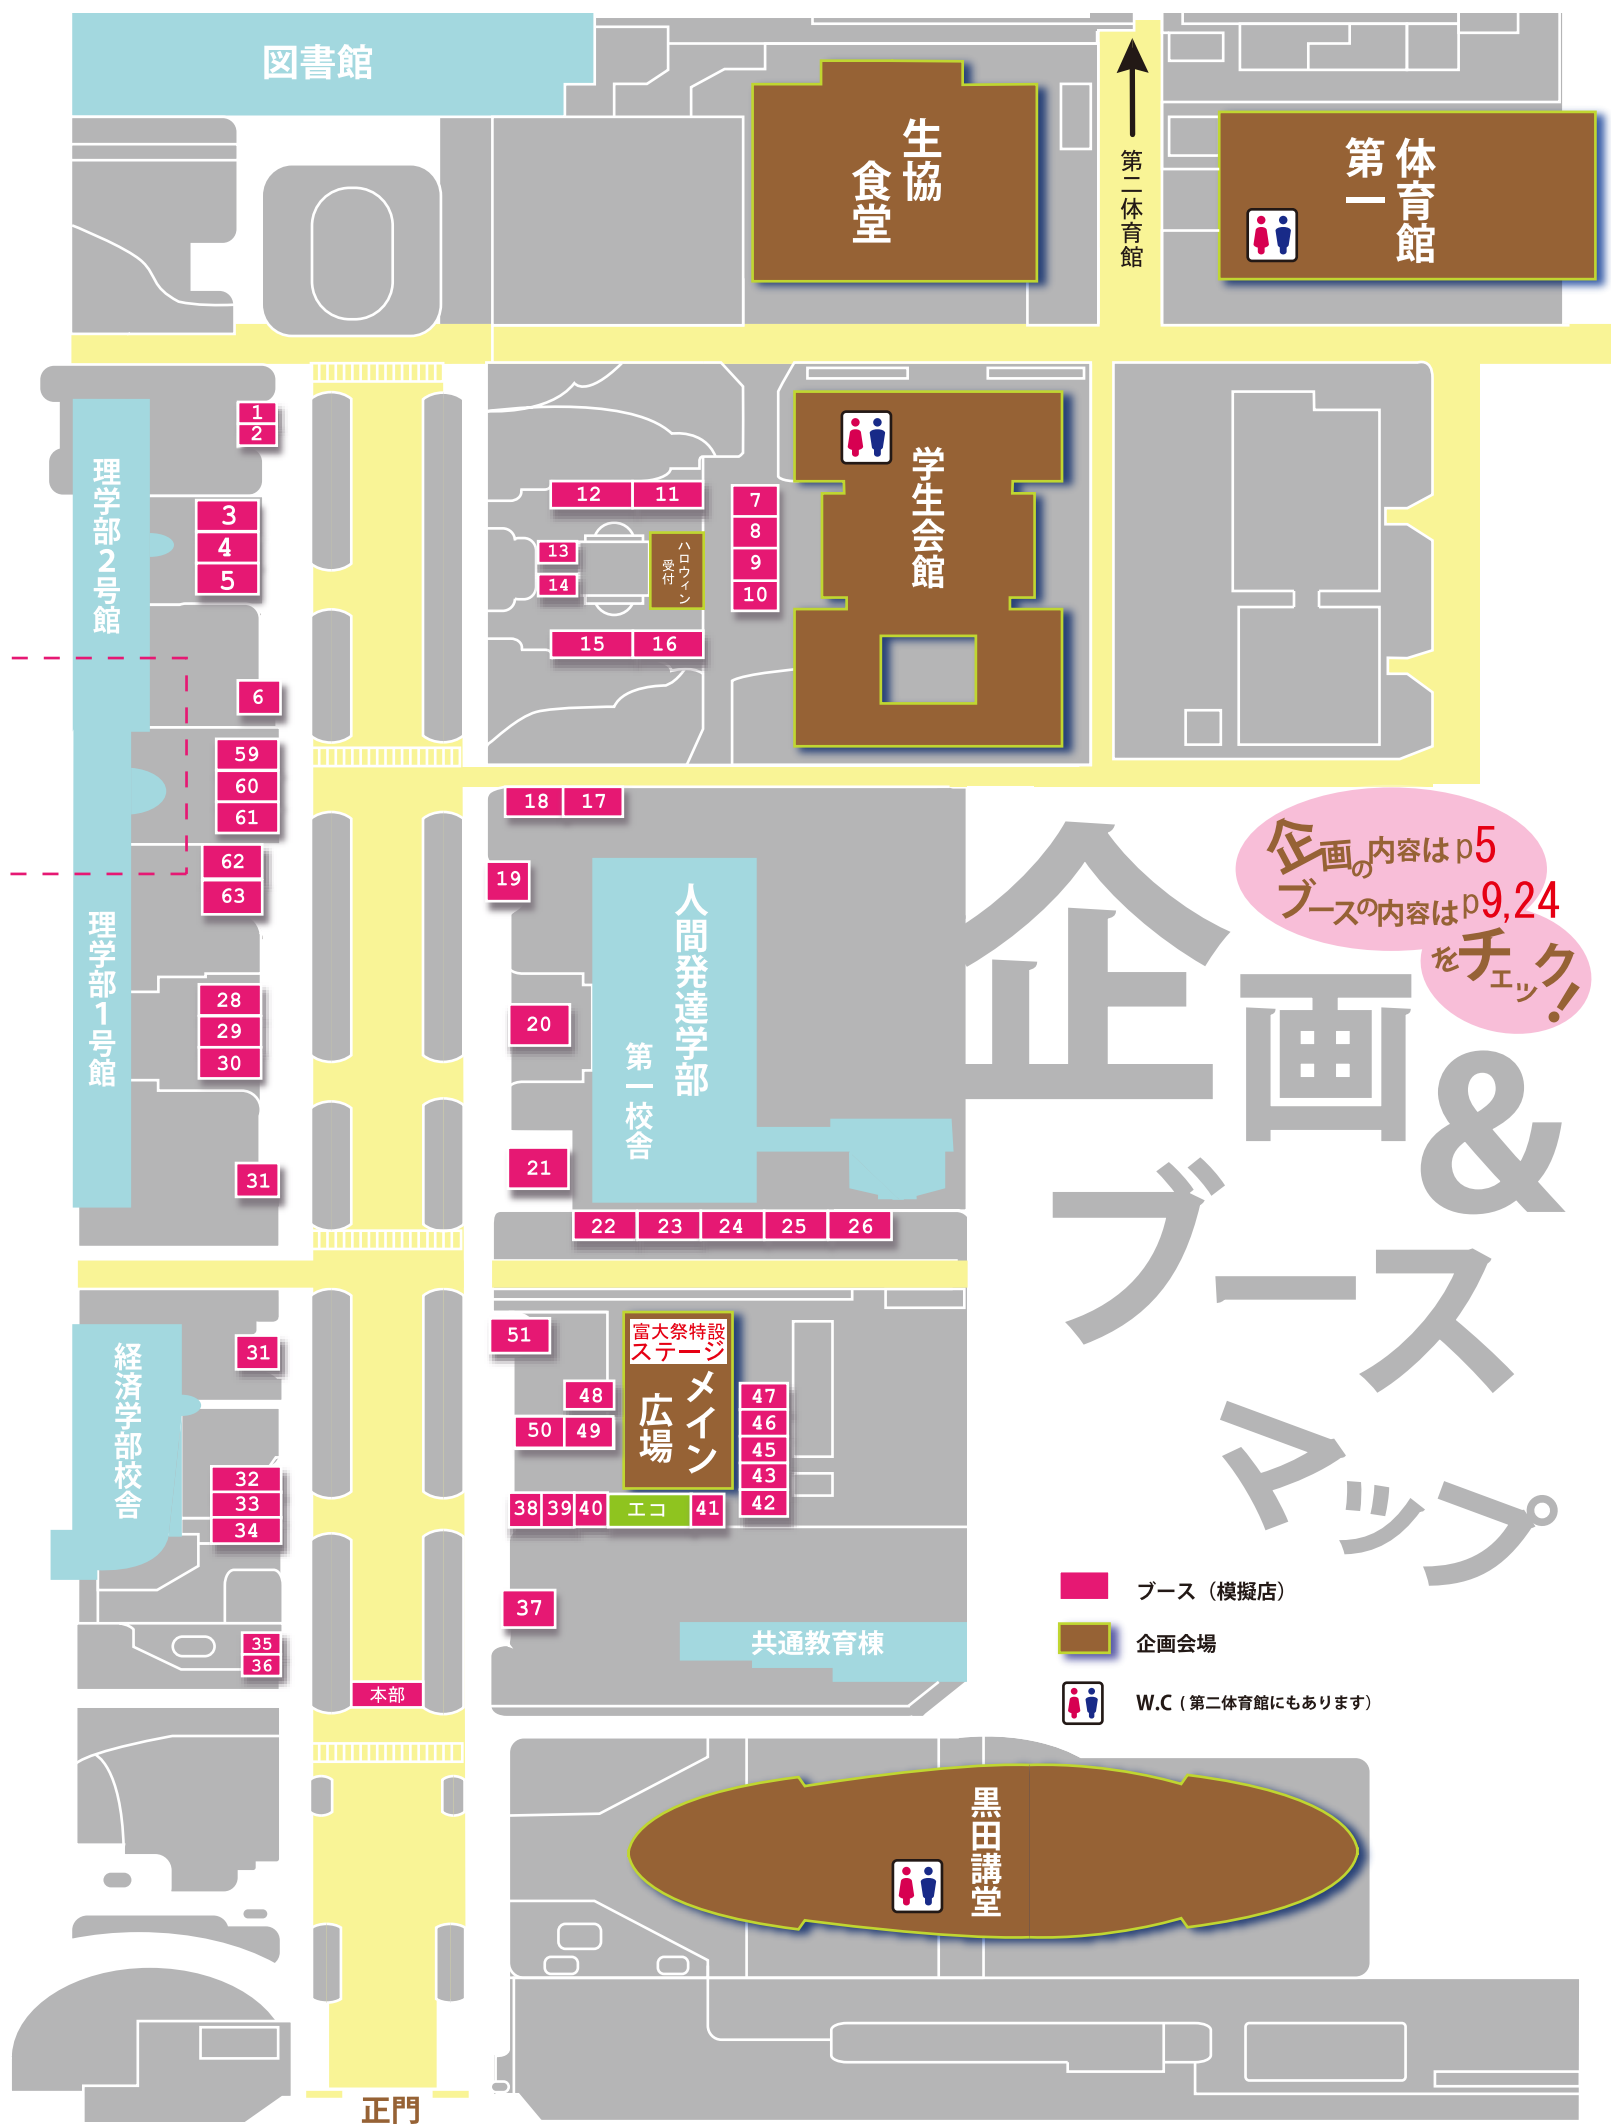 図書館
生協
食堂
第二体育館
体育館
第一
1
2
理学部2号館
3
4
5
6
12
11
13
14
ハロウィン
受付
15
16
7
8
9
10
学生会館
59
60
61
62
63
理学部1号館
28
29
30
31
18
17
19
20
21
人間発達学部
第一校舎
22
23
24
25
26
企画の内容はp5
ブースの内容はp9,24
をチェック!
企画&
ブース
マップ
経済学部校舎
31
32
33
34
35
36
本部
51
48
50
49
富大祭特設
ステージ
メイン
広場
47
46
45
43
42
38
39
40
エコ
41
37
共通教育棟
ブース（模擬店）
企画会場
W.C（第二体育館にもあります）
黒田講堂
正門